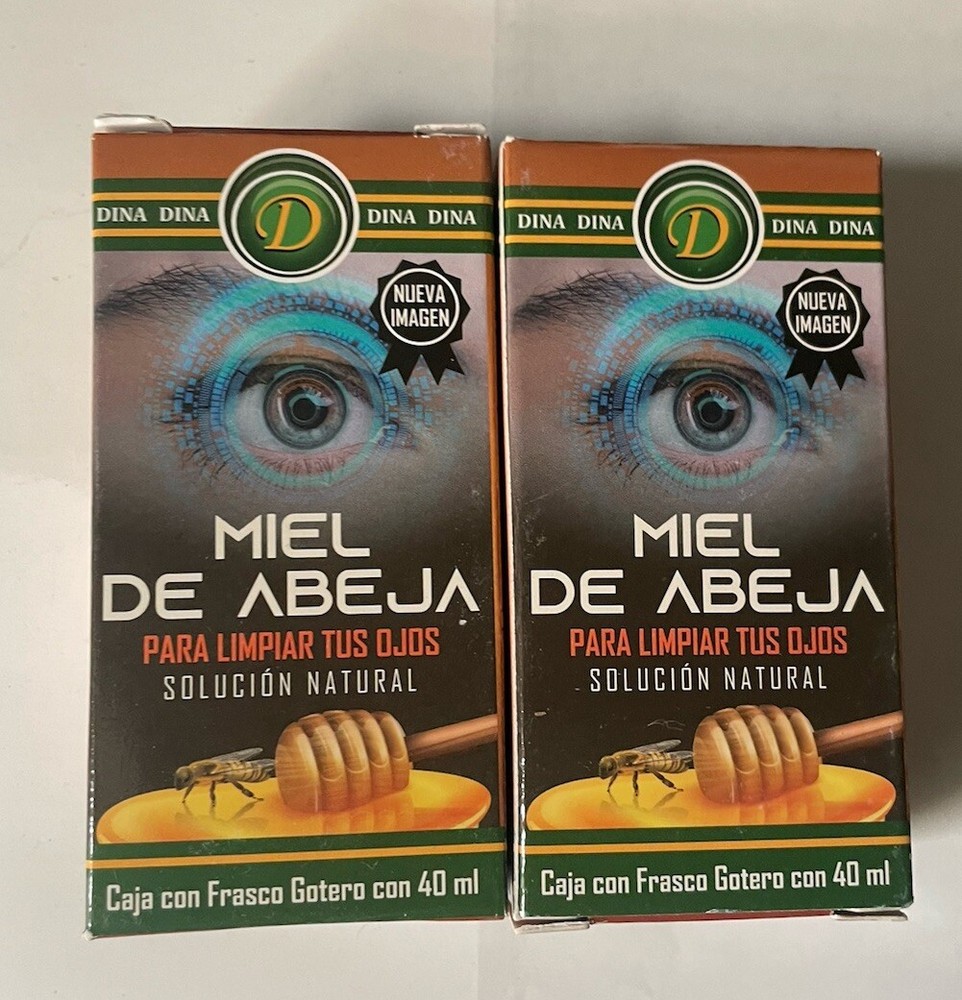 DINA DINA D DINA DINA
NUEVA
IMAGEN
MIEL
DE ABEJA
PARA LIMPIAR TUS OJOS
SOLUCIÓN NATURAL
Caja con Frasco Gotero con 40 ml
DINA DINA D DINA DINA
NUEVA
IMAGEN
MIEL
DE ABEJA
PARA LIMPIAR TUS OJOS
SOLUCIÓN NATURAL
Caja con Frasco Gotero con 40 ml